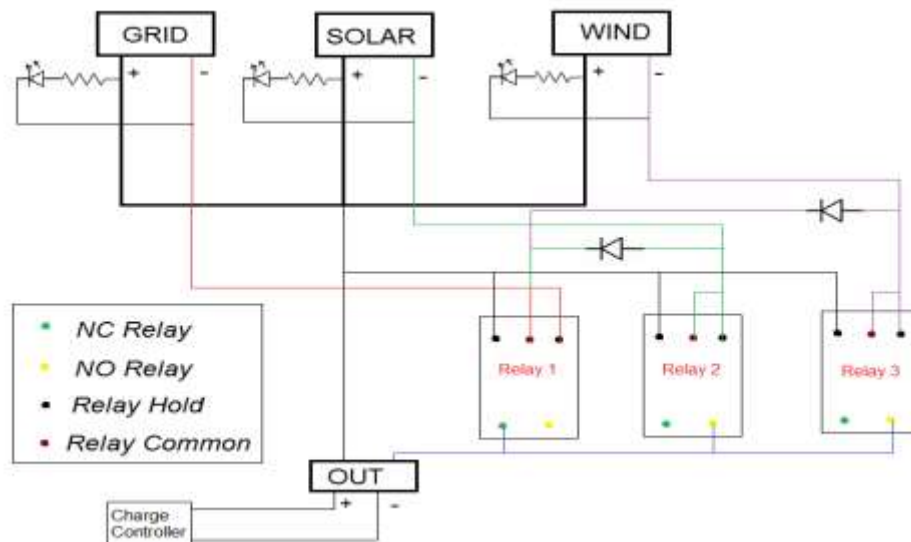 GRID
SOLAR
WIND
+ -
+ -
+ -
NC Relay
NO Relay
Relay Hold
Relay Common
Relay 1
Relay 2
Relay 3
OUT
+ -
Charge
Controller